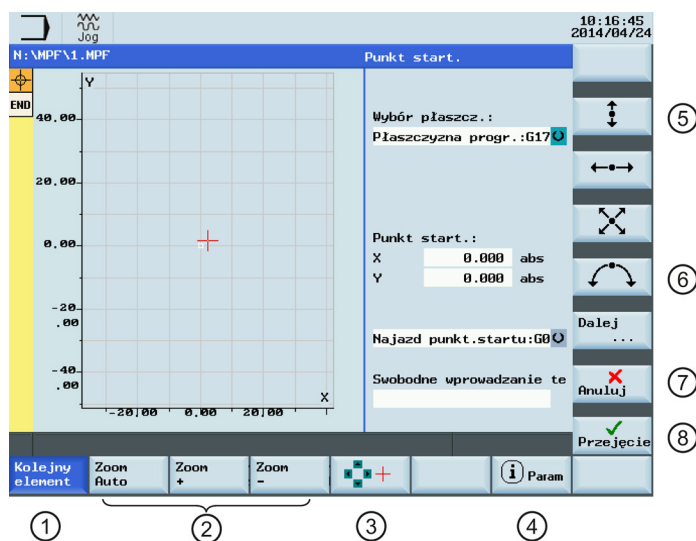 Jog
10:16:45
2014/04/24
N:\MPF\1.MPF
Punkt start.
END
Y
40.00
20.00
0.00
-20
.00
-40
.00
-20.00
0.00
20.00
X
Wybór płaszcz.:
Płaszczyzna progr.:G17
Punkt start.:
X 0.000 abs
Y 0.000 abs
Najazd punkt.startu:G0
Swobodne wprowadzanie te
Dalej
...
Anuluj
Przejęcie
Kolejny
element
Zoom
Auto
Zoom
+
Zoom
-
i Param
1
2
3
4
5
6
7
8